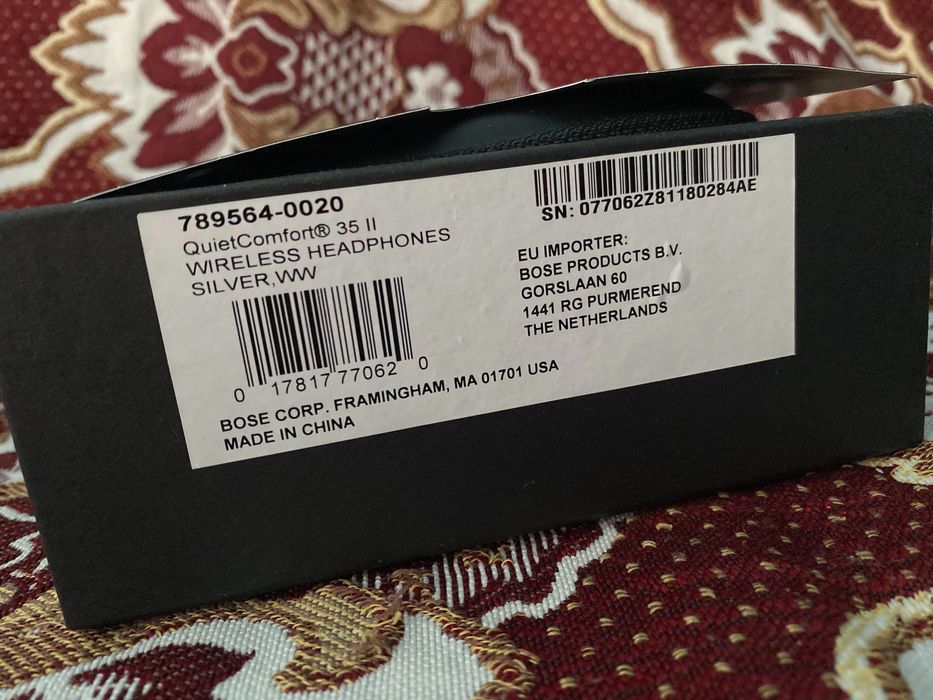 789564-0020
QuietComfort® 35 II
WIRELESS HEADPHONES
SILVER,WW
0 17817 77062 0
BOSE CORP. FRAMINGHAM, MA 01701 USA
MADE IN CHINA
SN: 077062Z81180284AE
EU IMPORTER:
BOSE PRODUCTS B.V.
GORSLAAN 60
1441 RG PURMEREND
THE NETHERLANDS